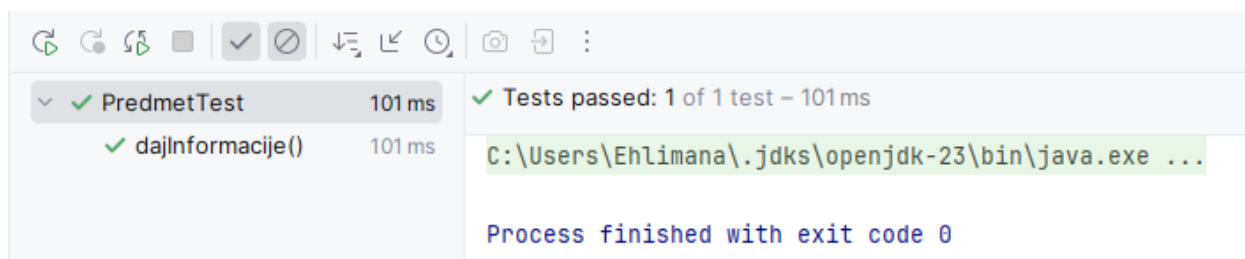 PredmetTest 101 ms
dajInformacije() 101 ms
Tests passed: 1 of 1 test – 101 ms
C:\Users\Ehlimana\.jdks\openjdk-23\bin\java.exe ...
Process finished with exit code 0